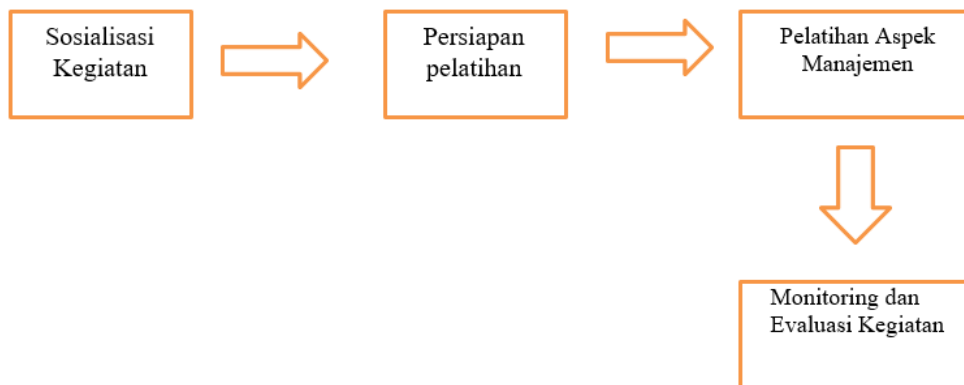 Sosialisasi
Kegiatan
Persiapan
pelatihan
Pelatihan Aspek
Manajemen
Monitoring dan
Evaluasi Kegiatan